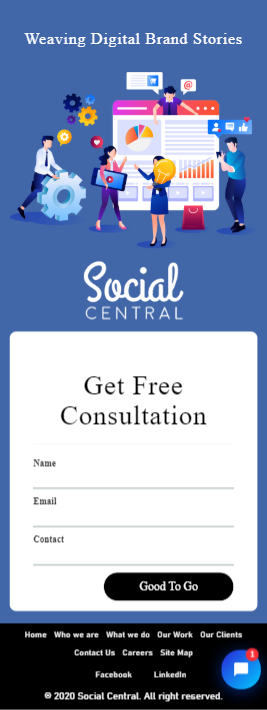 Weaving Digital Brand Stories
@
Social
CENTRAL
Get Free
Consultation
Name
Email
Contact
Good To Go
Home Who we are What we do Our Work Our Clients
Contact Us Careers Site Map
Facebook LinkedIn
1
© 2020 Social Central. All right reserved.